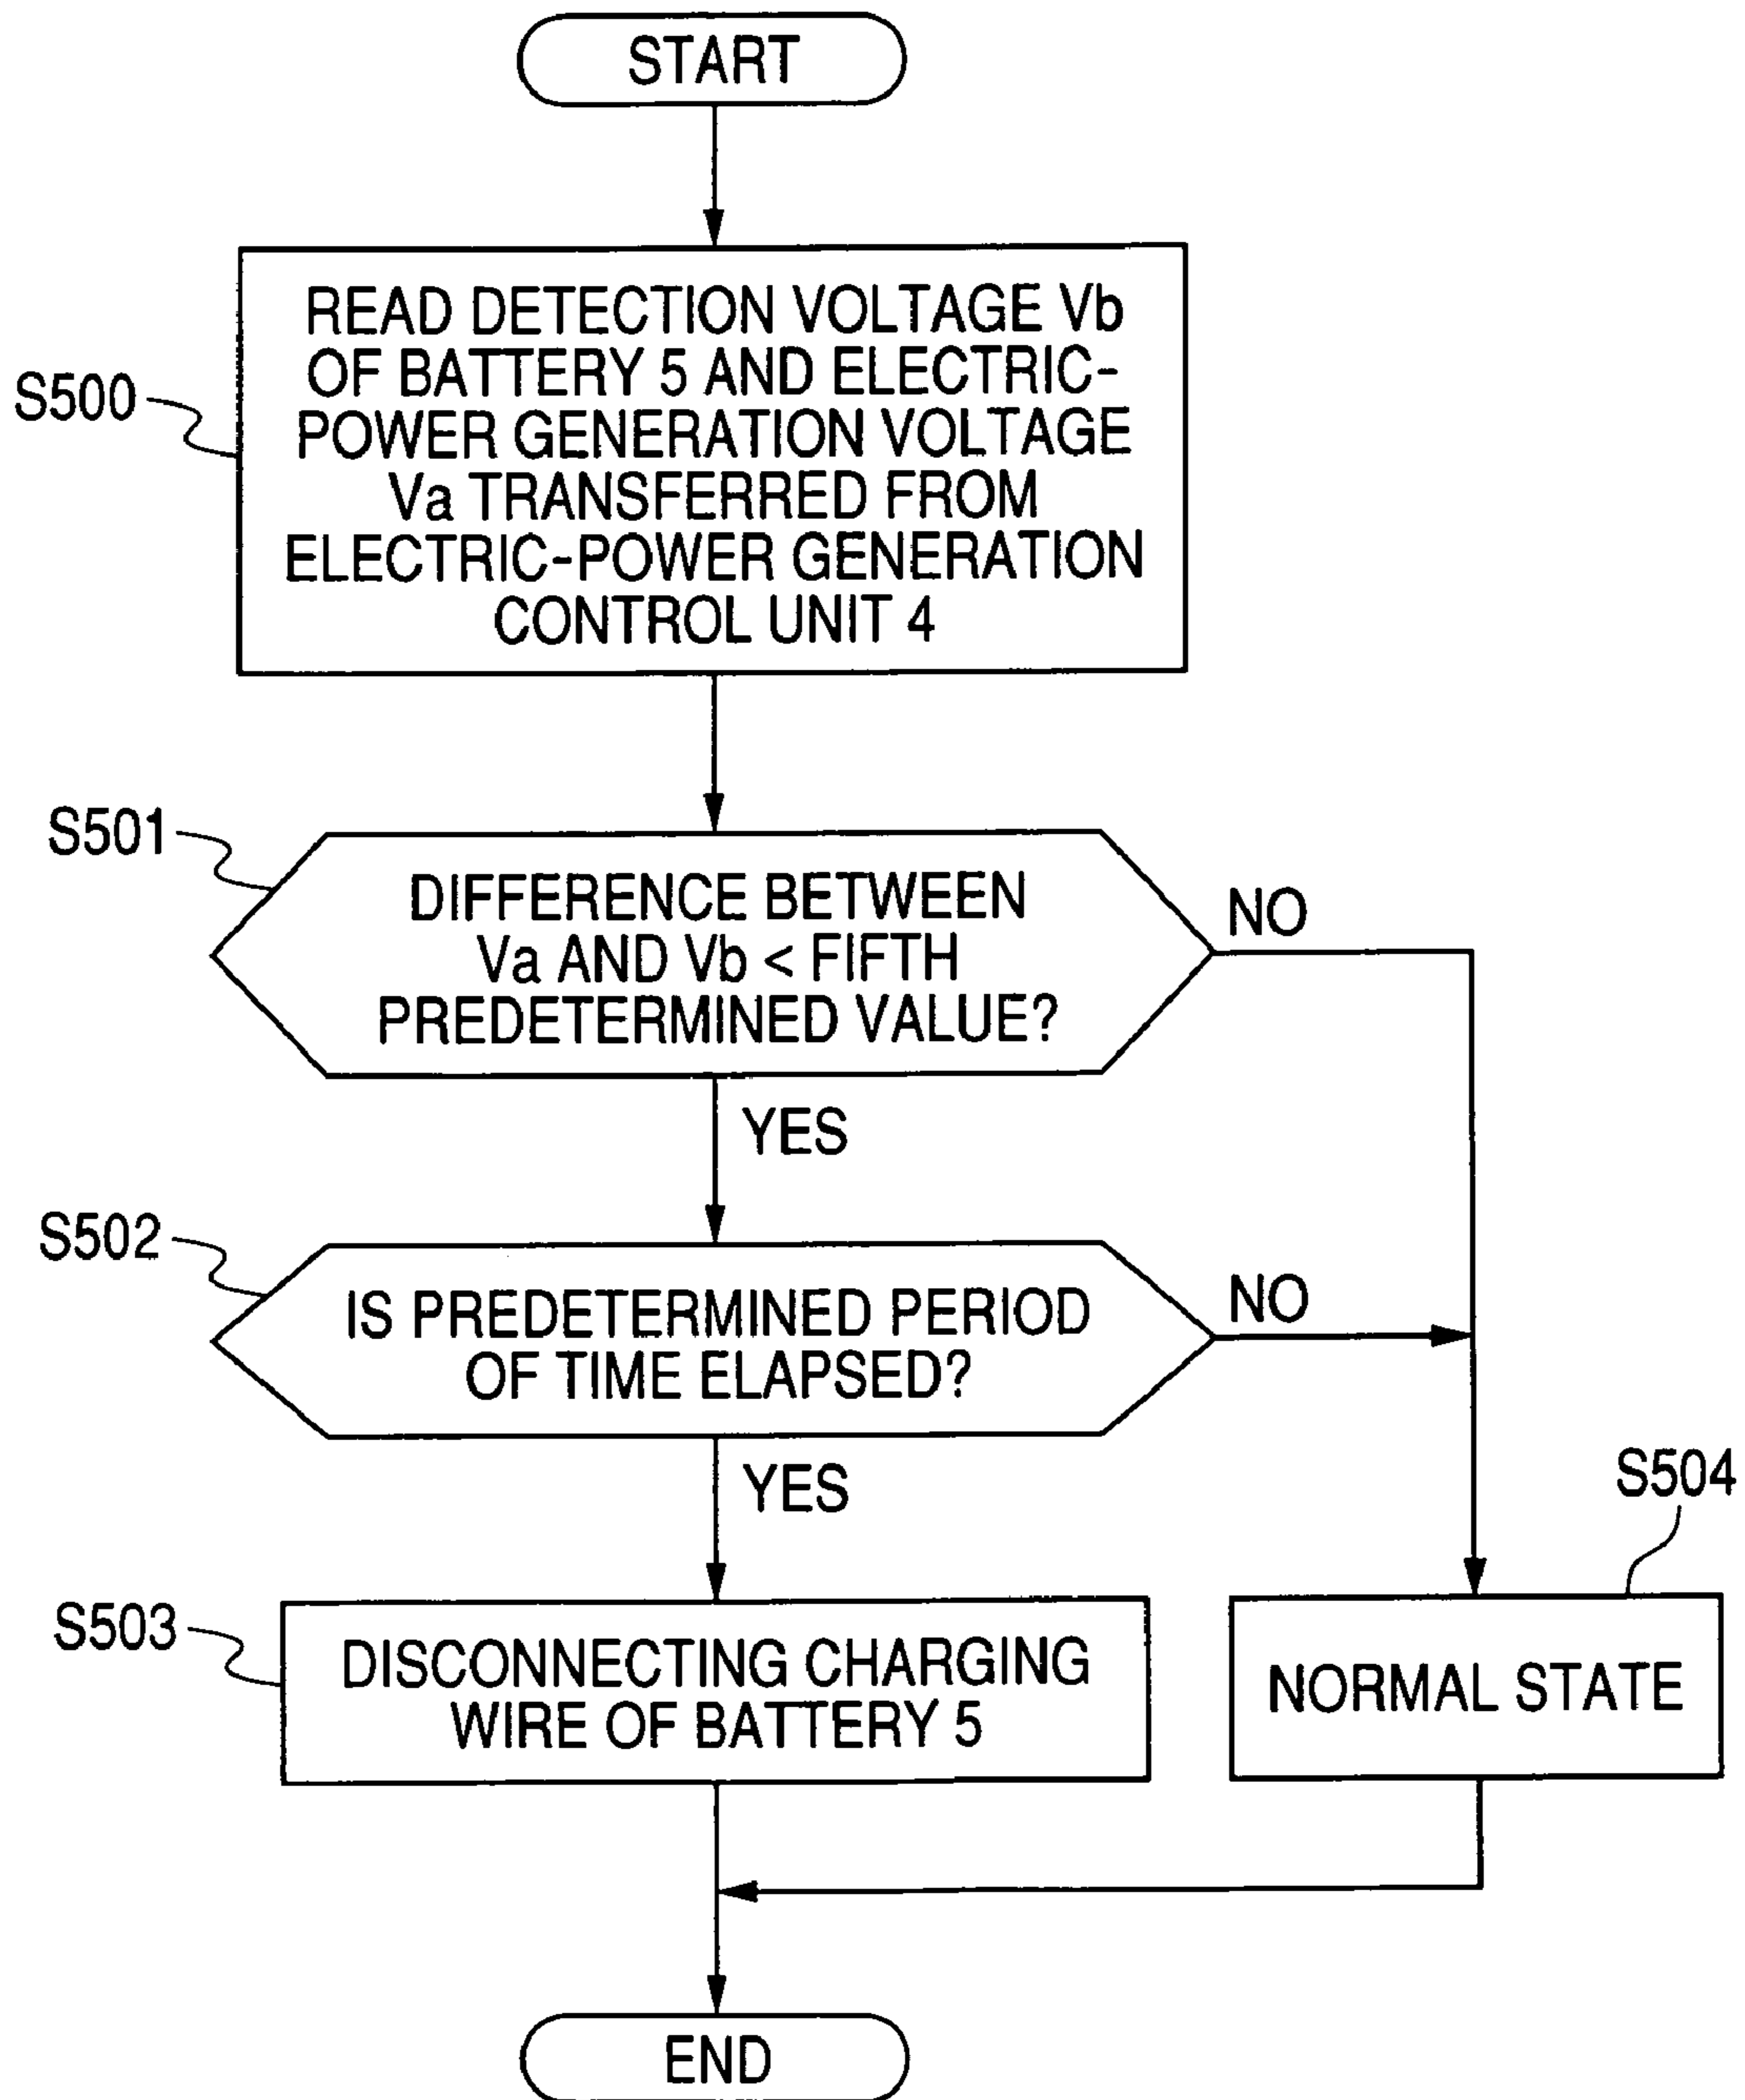 START
READ DETECTION VOLTAGE Vb
OF BATTERY 5 AND ELECTRIC-
POWER GENERATION VOLTAGE
Va TRANSFERRED FROM
ELECTRIC-POWER GENERATION
CONTROL UNIT 4
S500
S501
DIFFERENCE BETWEEN
Va AND Vb < FIFTH
PREDETERMINED VALUE?
NO
YES
S502
IS PREDETERMINED PERIOD
OF TIME ELAPSED?
NO
YES
S503
DISCONNECTING CHARGING
WIRE OF BATTERY 5
S504
NORMAL STATE
END